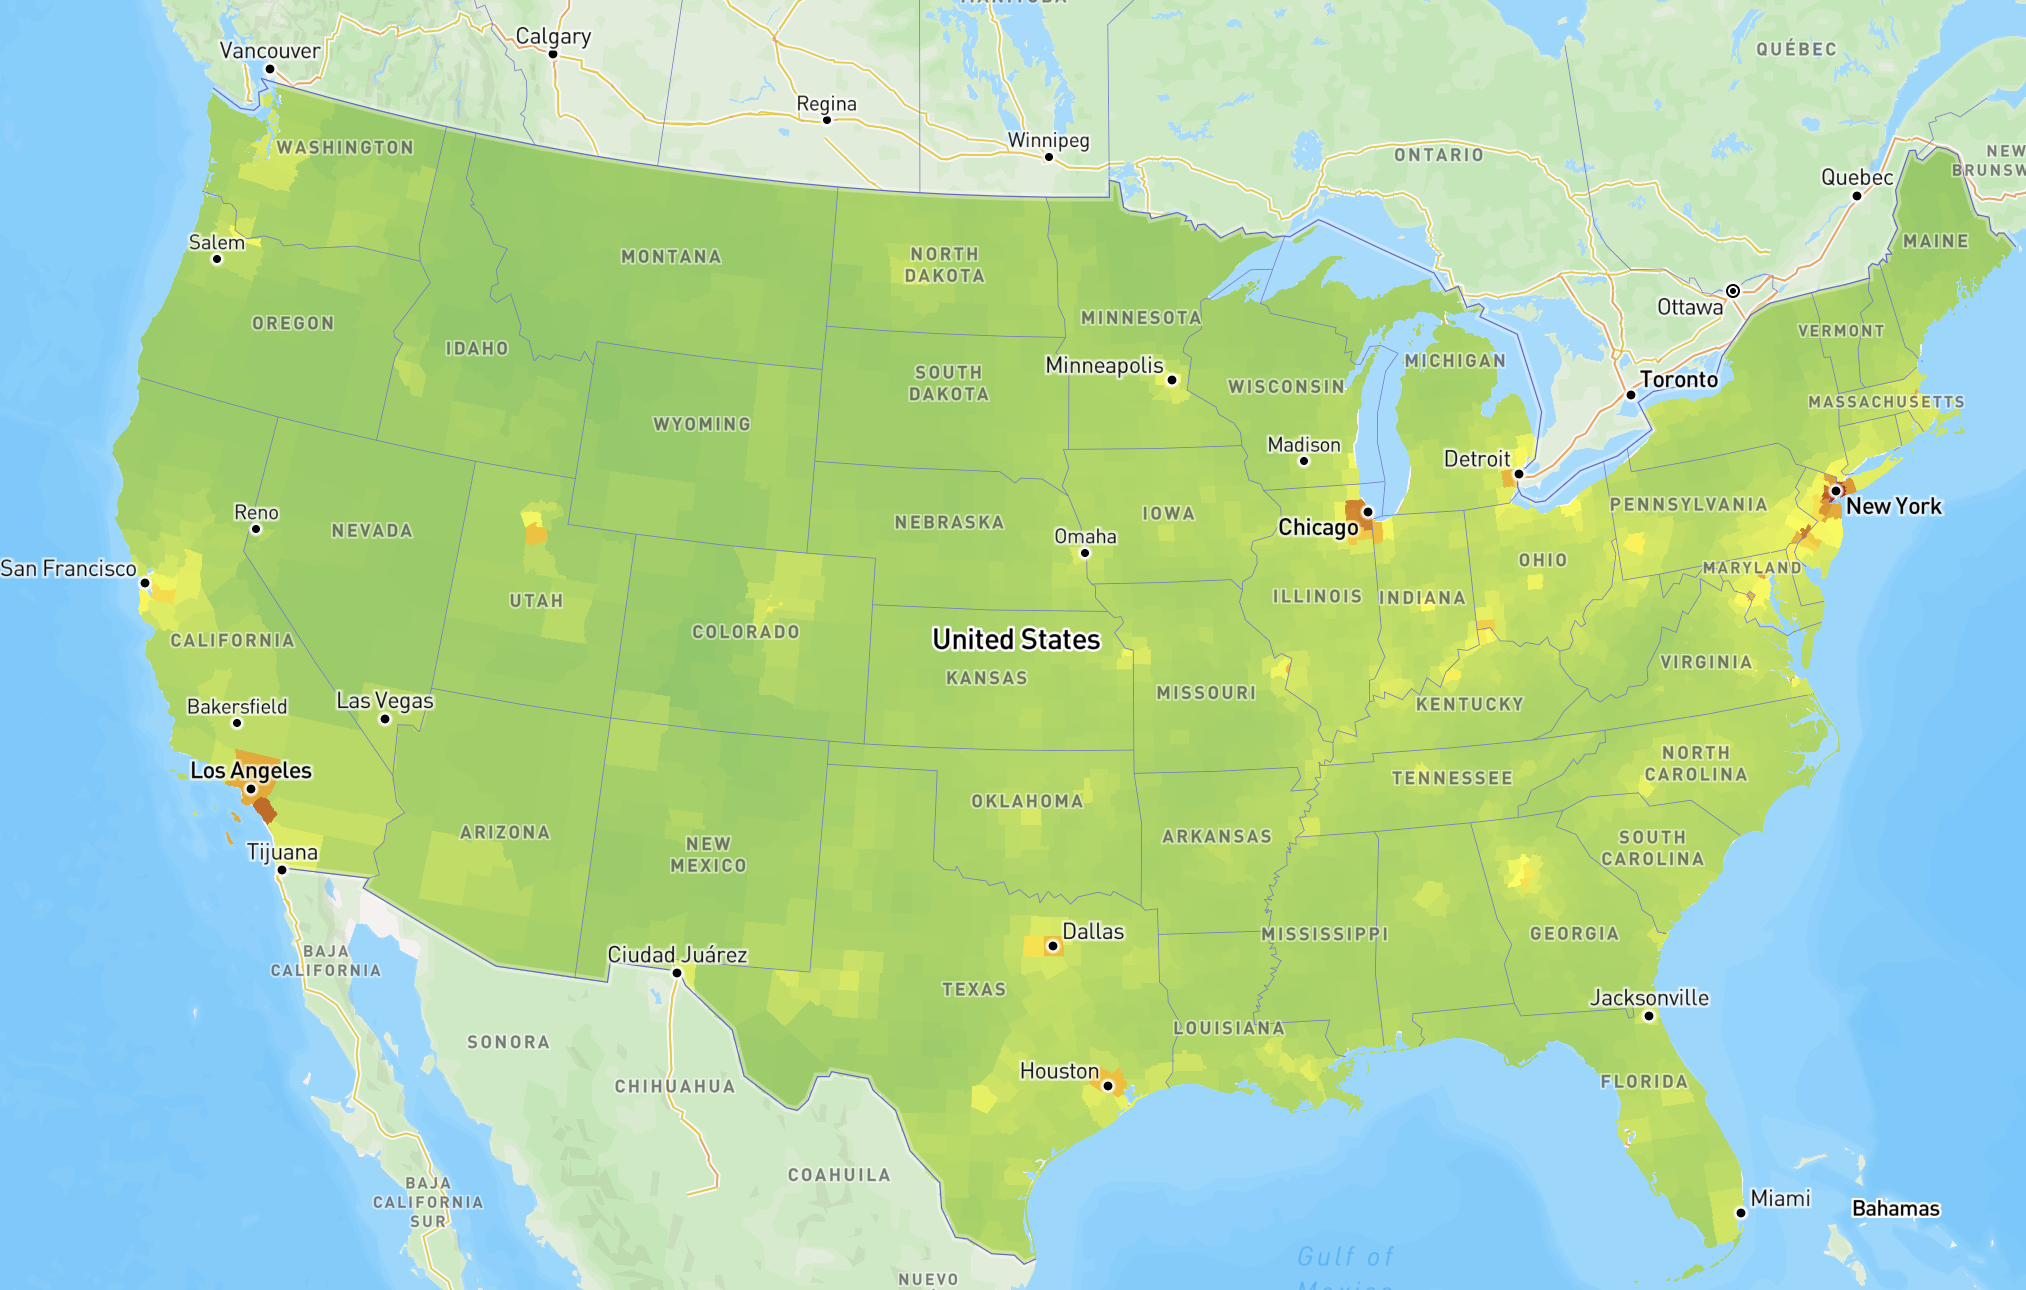 MANITOBA
Calgary
Vancouver
QUÉBEC
Regina
Winnipeg
ONTARIO
WASHINGTON
NEW
BRUNSW
Quebec
Salem
MAINE
MONTANA
NORTH
DAKOTA
Ottawa
MINNESOTA
OREGON
VERMONT
IDAHO
MICHIGAN
Minneapolis
SOUTH
DAKOTA
WISCONSIN
Toronto
MASSACHUSETTS
WYOMING
Madison
Detroit
Reno
NEVADA
NEBRASKA
IOWA
Chicago
PENNSYLVANIA
New York
Omaha
OHIO
San Francisco
MARYLAND
UTAH
ILLINOIS
INDIANA
COLORADO
United States
CALIFORNIA
KANSAS
VIRGINIA
MISSOURI
KENTUCKY
Bakersfield
Las Vegas
Los Angeles
NORTH
CAROLINA
TENNESSEE
OKLAHOMA
ARIZONA
ARKANSAS
SOUTH
CAROLINA
NEW
MEXICO
Tijuana
Dallas
MISSISSIPPI
GEORGIA
BAJA
CALIFORNIA
Ciudad Juárez
TEXAS
Jacksonville
LOUISIANA
SONORA
Houston
CHIHUAHUA
FLORIDA
COAHUILA
BAJA
CALIFORNIA
SUR
Miami
Bahamas
Gulf of
Mexico
NUEVO